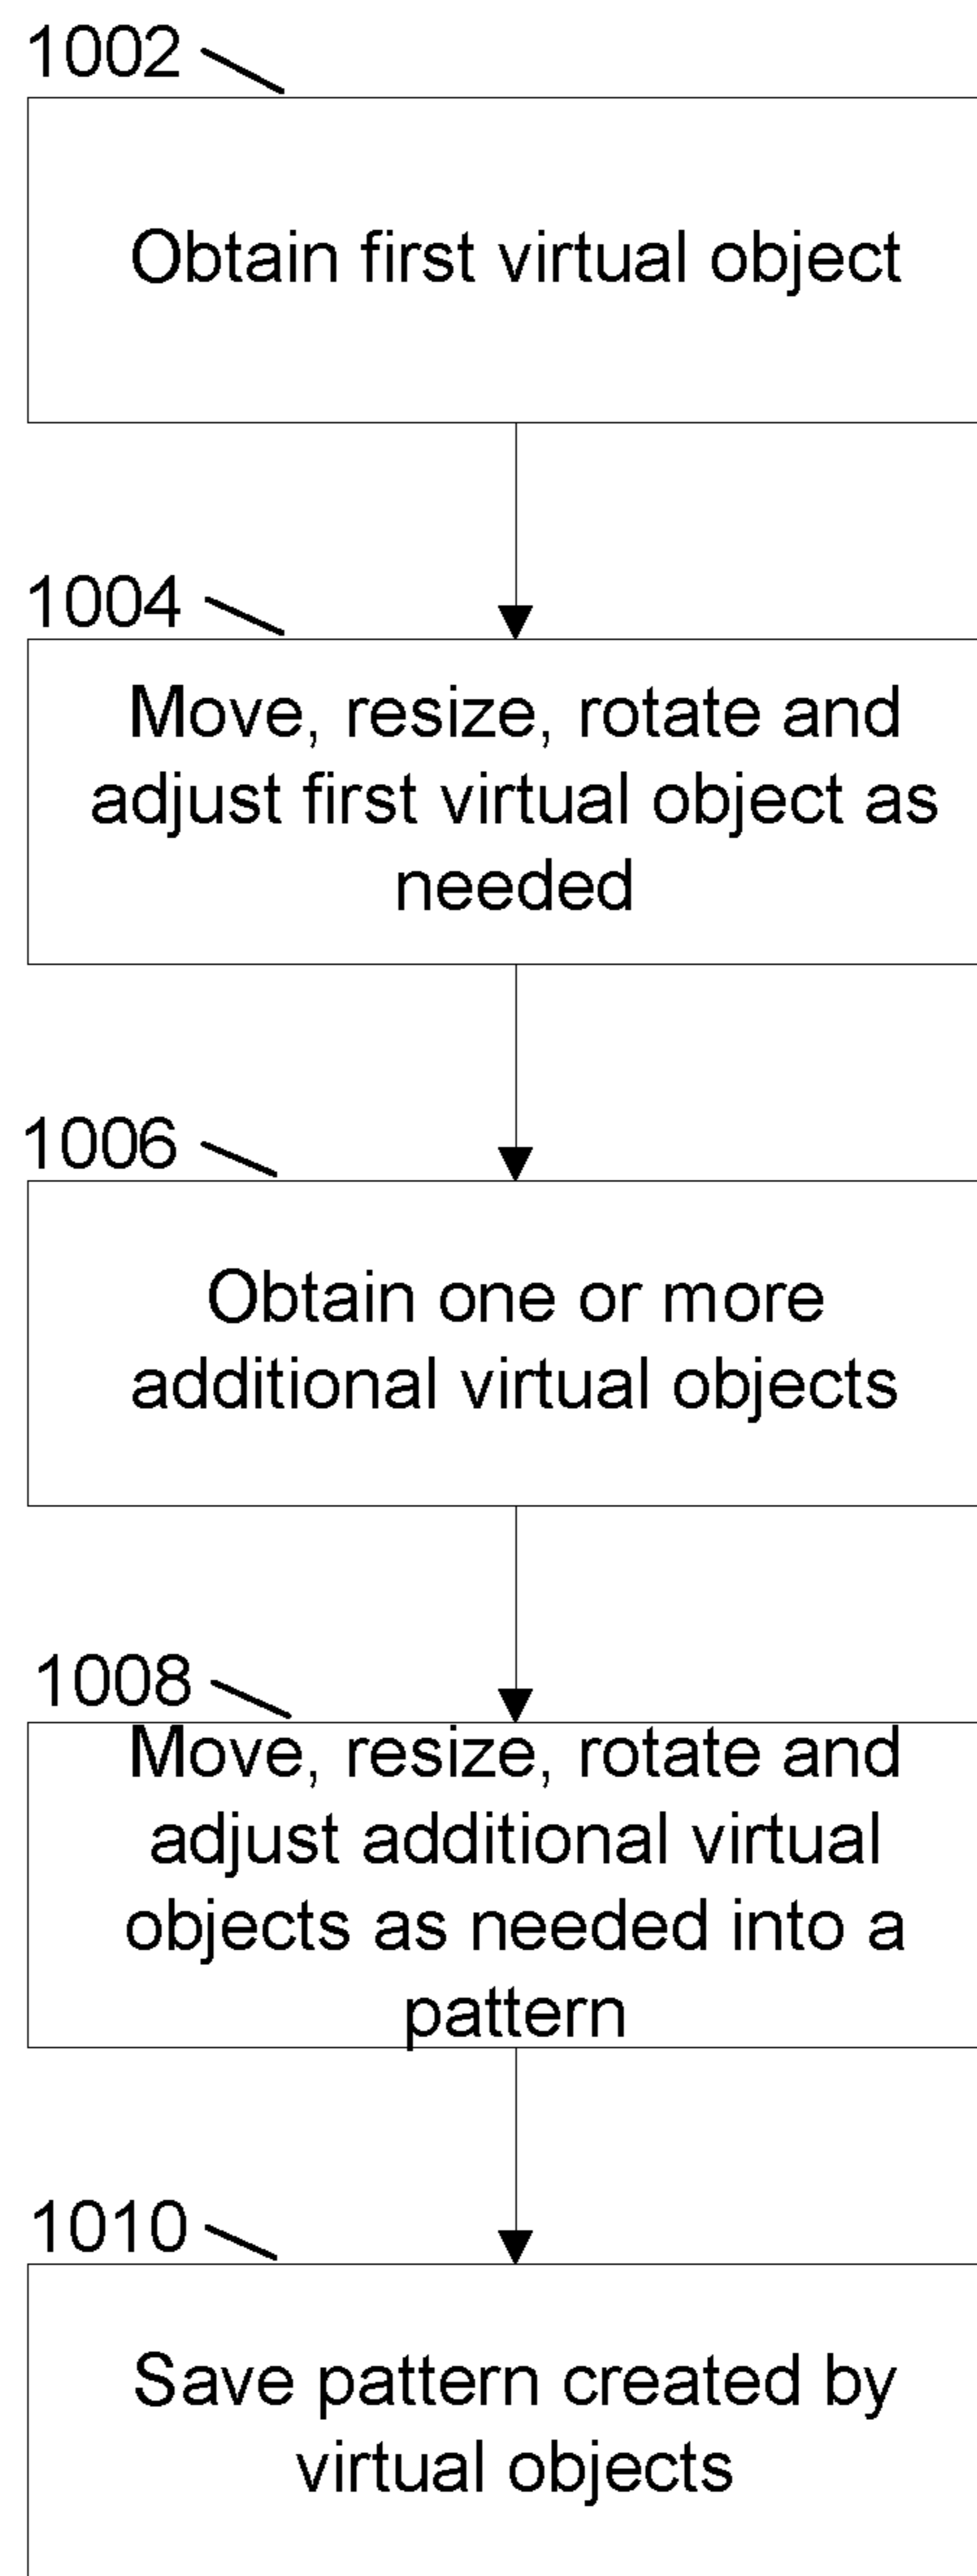 1002
Obtain first virtual object
1004
Move, resize, rotate and
adjust first virtual object as
needed
1006
Obtain one or more
additional virtual objects
1008
Move, resize, rotate and
adjust additional virtual
objects as needed into a
pattern
1010
Save pattern created by
virtual objects